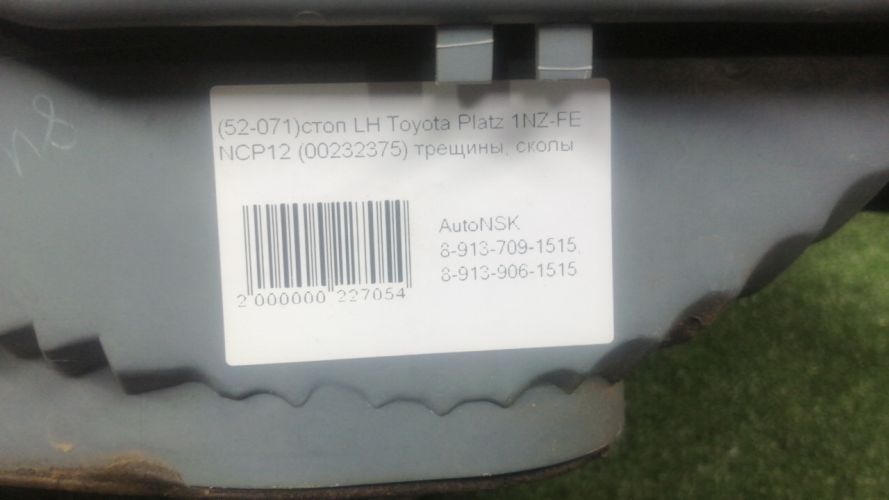 (52-071)стоп LH Toyota Platz 1NZ-FE
NCP12 (00232375) трещины, сколы
AutoNSK
8-913-709-1515,
8-913-906-1515
2 000000 227054